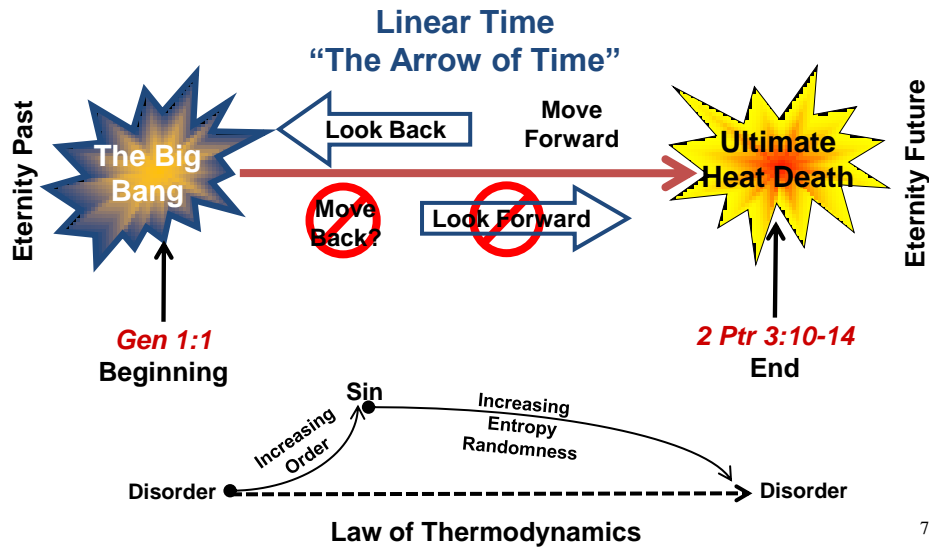 Linear Time
“The Arrow of Time”
Eternity Past
The Big
Bang
Look Back
Move
Forward
Ultimate
Heat Death
Eternity Future
Move
Back?
Look Forward
Gen 1:1
Beginning
2 Ptr 3:10-14
End
Sin
Increasing
Order
Increasing
Entropy
Randomness
Disorder
Disorder
Law of Thermodynamics
7